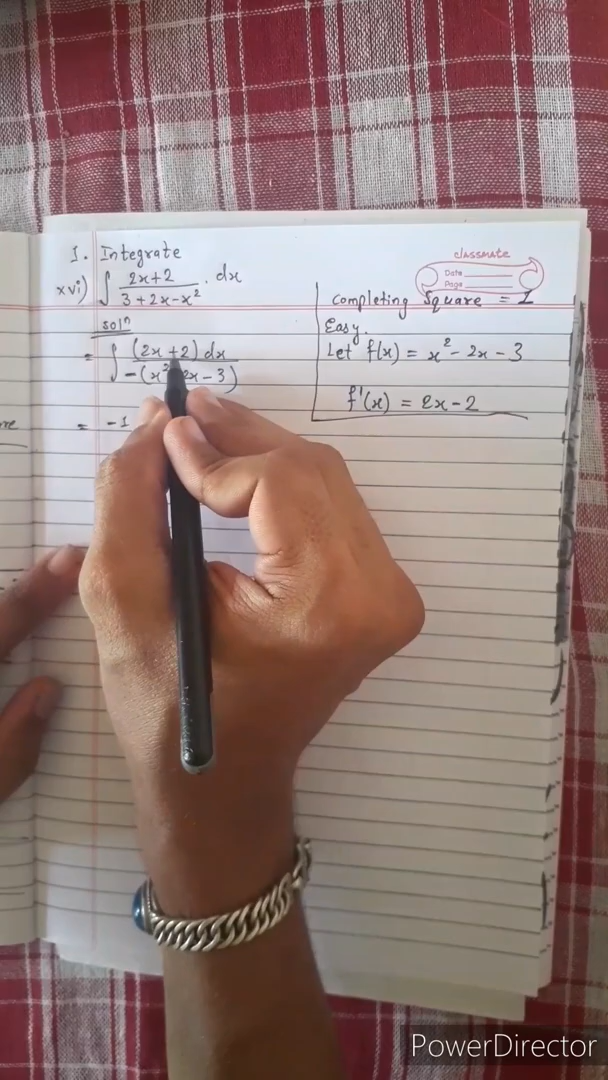 1. Integrate
xvi) ∫ (2x+2)/(3+2x-x²) . dx
solⁿ
= ∫ (2x+2) dx / -(x² 2x-3)
= -1
classmate
Date
Page
Completing Square = 1
Easy.
Let f(x) = x² - 2x - 3
f'(x) = 2x - 2
PowerDirector